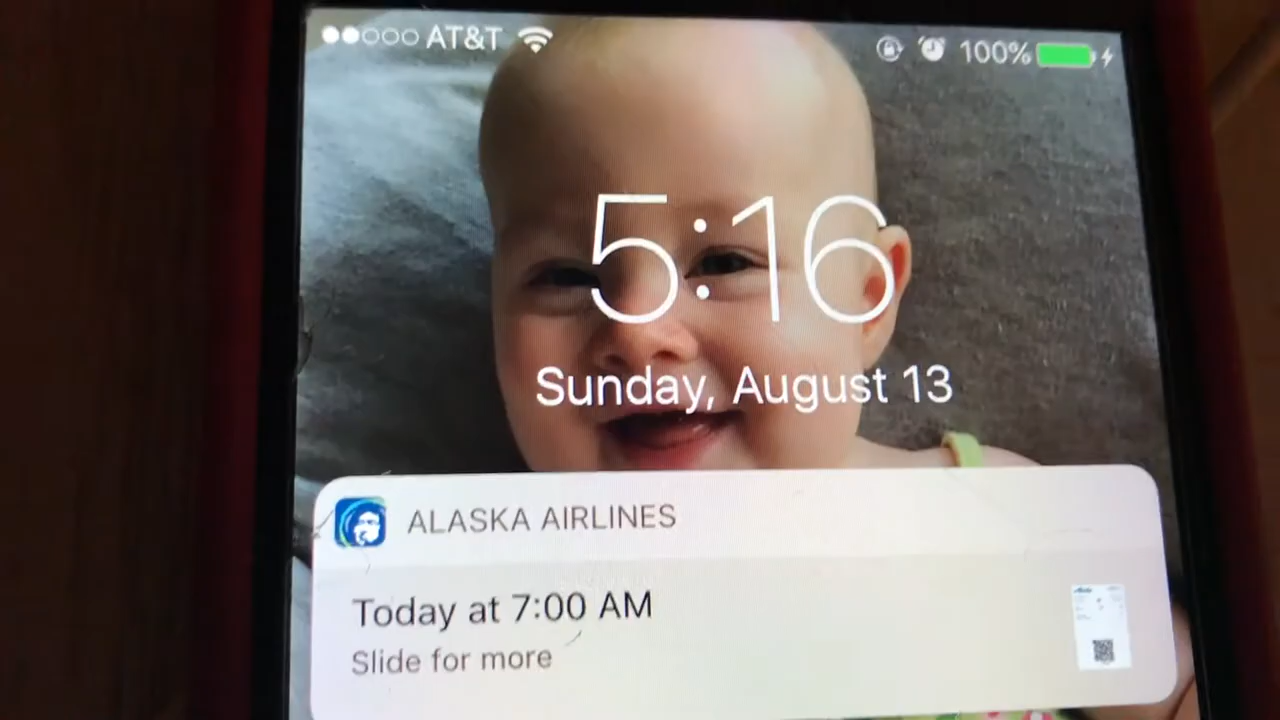 AT&T 100%
5:16
Sunday, August 13
ALASKA AIRLINES
Today at 7:00 AM
Slide for more